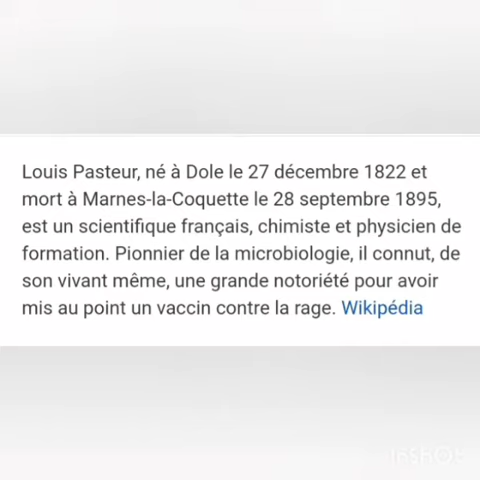 Louis Pasteur, né à Dole le 27 décembre 1822 et
mort à Marnes-la-Coquette le 28 septembre 1895,
est un scientifique français, chimiste et physicien de
formation. Pionnier de la microbiologie, il connut, de
son vivant même, une grande notoriété pour avoir
mis au point un vaccin contre la rage. Wikipédia